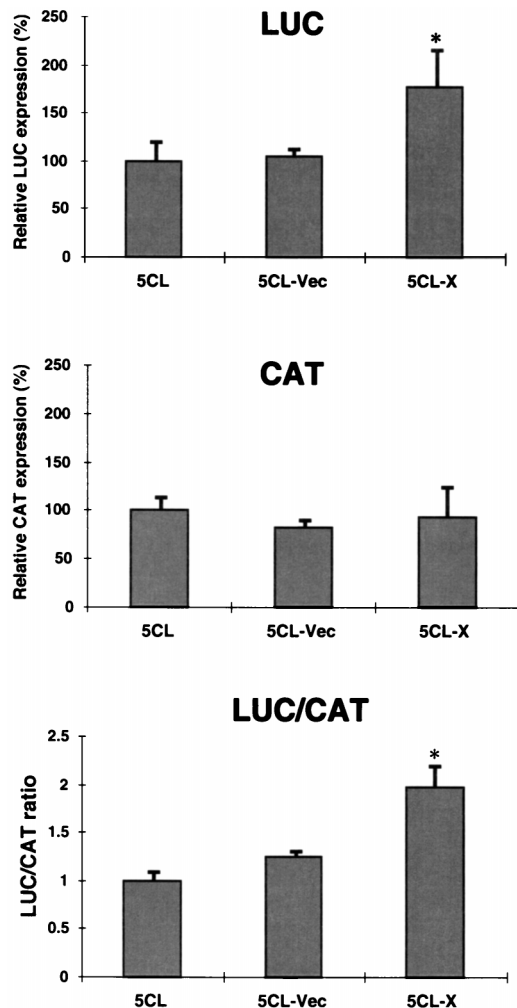 LUC
Relative LUC expression (%)
250
200
150
100
50
0
*
5CL 5CL-Vec 5CL-X
CAT
Relative CAT expression (%)
250
200
150
100
50
0
5CL 5CL-Vec 5CL-X
LUC/CAT
LUC/CAT ratio
2.5
2
1.5
1
0.5
0
*
5CL 5CL-Vec 5CL-X